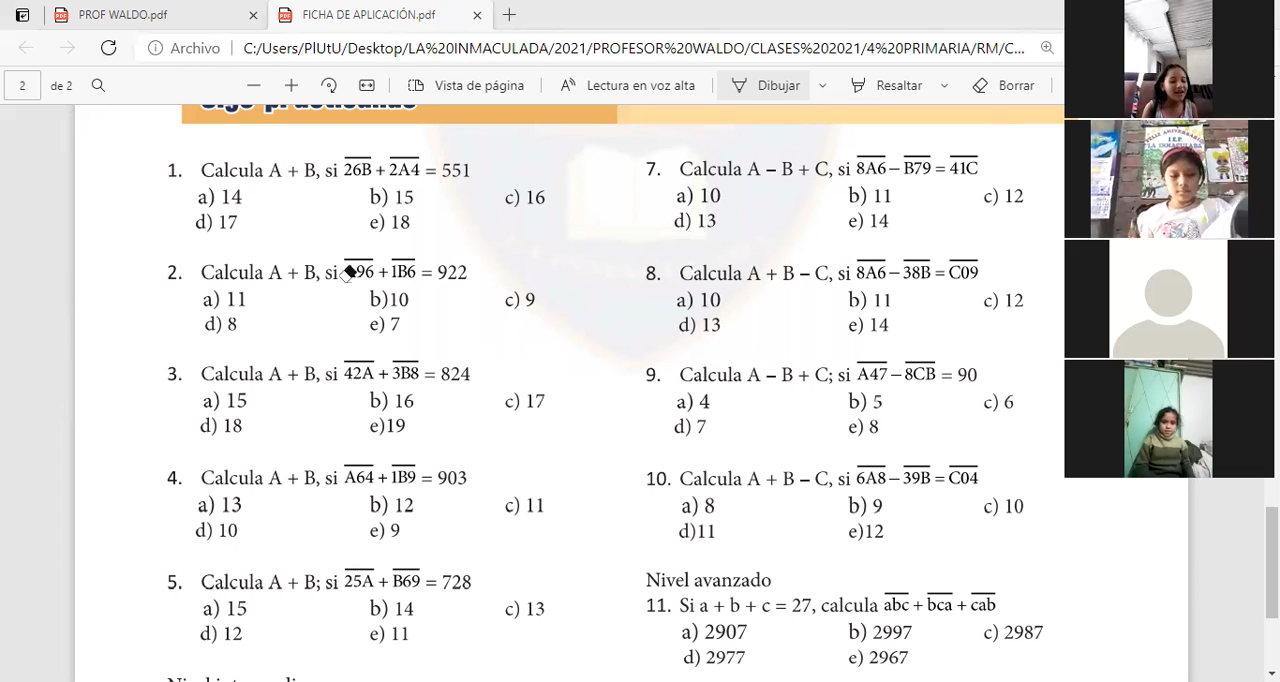 PROF WALDO.pdf
FICHA DE APLICACIÓN.pdf
Archivo
C:/Users/PlUtU/Desktop/LA%20INMACULADA/2021/PROFESOR%20WALDO/CLASES%202021/4%20PRIMARIA/RM/C...
2 de 2
Vista de página
Lectura en voz alta
Dibujar
Resaltar
Borrar
Sigo practicando
1. Calcula A + B, si 26B + 2A4 = 551
a) 14 b) 15 c) 16
d) 17 e) 18
2. Calcula A + B, si 96 + 1B6 = 922
a) 11 b)10 c) 9
d) 8 e) 7
3. Calcula A + B, si 42A + 3B8 = 824
a) 15 b) 16 c) 17
d) 18 e)19
4. Calcula A + B, si A64 + 1B9 = 903
a) 13 b) 12 c) 11
d) 10 e) 9
5. Calcula A + B; si 25A + B69 = 728
a) 15 b) 14 c) 13
d) 12 e) 11
7. Calcula A – B + C, si 8A6 – B79 = 41C
a) 10 b) 11 c) 12
d) 13 e) 14
8. Calcula A + B – C, si 8A6 – 38B = C09
a) 10 b) 11 c) 12
d) 13 e) 14
9. Calcula A – B + C; si A47 – 8CB = 90
a) 4 b) 5 c) 6
d) 7 e) 8
10. Calcula A + B – C, si 6A8 – 39B = C04
a) 8 b) 9 c) 10
d)11 e)12
Nivel avanzado
11. Si a + b + c = 27, calcula abc + bca + cab
a) 2907 b) 2997 c) 2987
d) 2977 e) 2967
FELIZ ANIVERSARIO
I.E.P.
LA INMACULADA